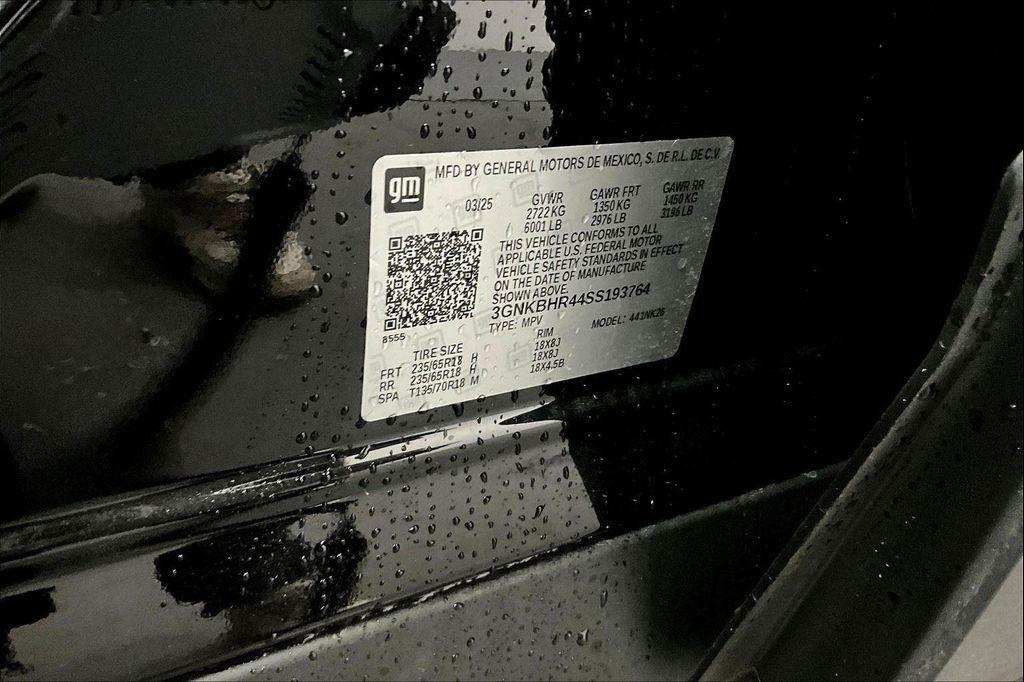 gm
MFD BY GENERAL MOTORS DE MEXICO, S. DE R.L. DE C.V.
03/25 GVWR GAWR FRT GAWR RR
2722 KG 1350 KG 1450 KG
6001 LB 2976 LB 3196 LB
THIS VEHICLE CONFORMS TO ALL
APPLICABLE U.S. FEDERAL MOTOR
VEHICLE SAFETY STANDARDS IN EFFECT
ON THE DATE OF MANUFACTURE
SHOWN ABOVE.
3GNKBHR44SS193764
8555 TYPE: MPV MODEL: 441NK26
TIRE SIZE RIM
FRT 235/65R18 H 18X8J
RR 235/65R18 H 18X8J
SPA T135/70R18 M 18X4.5B